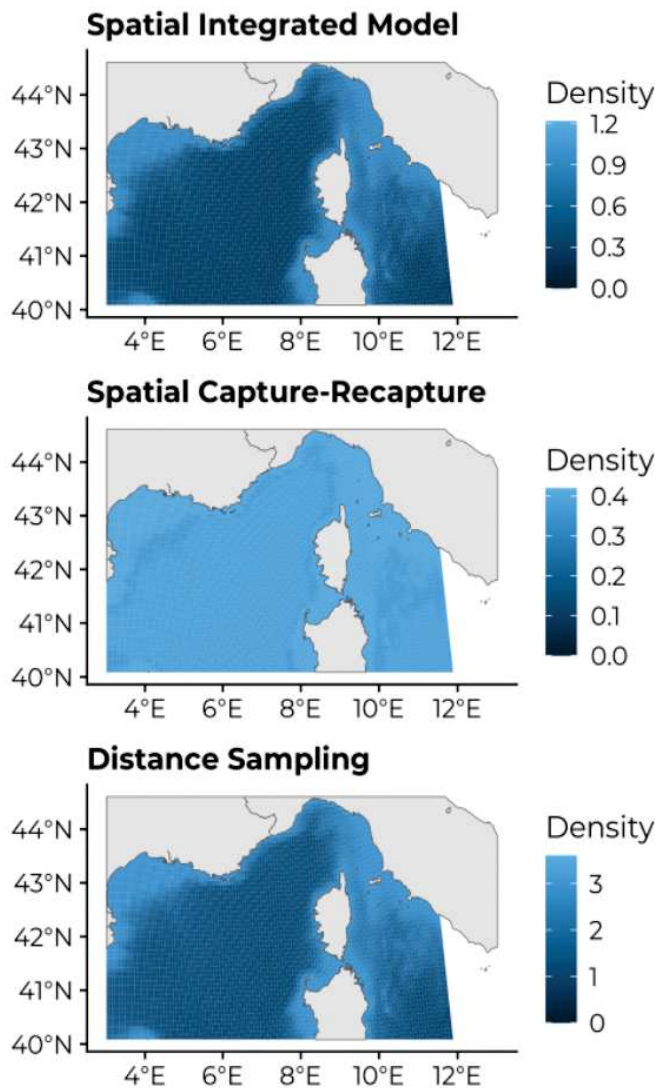 Spatial Integrated Model
44°N
43°N
42°N
41°N
40°N
4°E 6°E 8°E 10°E 12°E
Density
1.2
0.9
0.6
0.3
0.0
Spatial Capture-Recapture
44°N
43°N
42°N
41°N
40°N
4°E 6°E 8°E 10°E 12°E
Density
0.4
0.3
0.2
0.1
0.0
Distance Sampling
44°N
43°N
42°N
41°N
40°N
4°E 6°E 8°E 10°E 12°E
Density
3
2
1
0